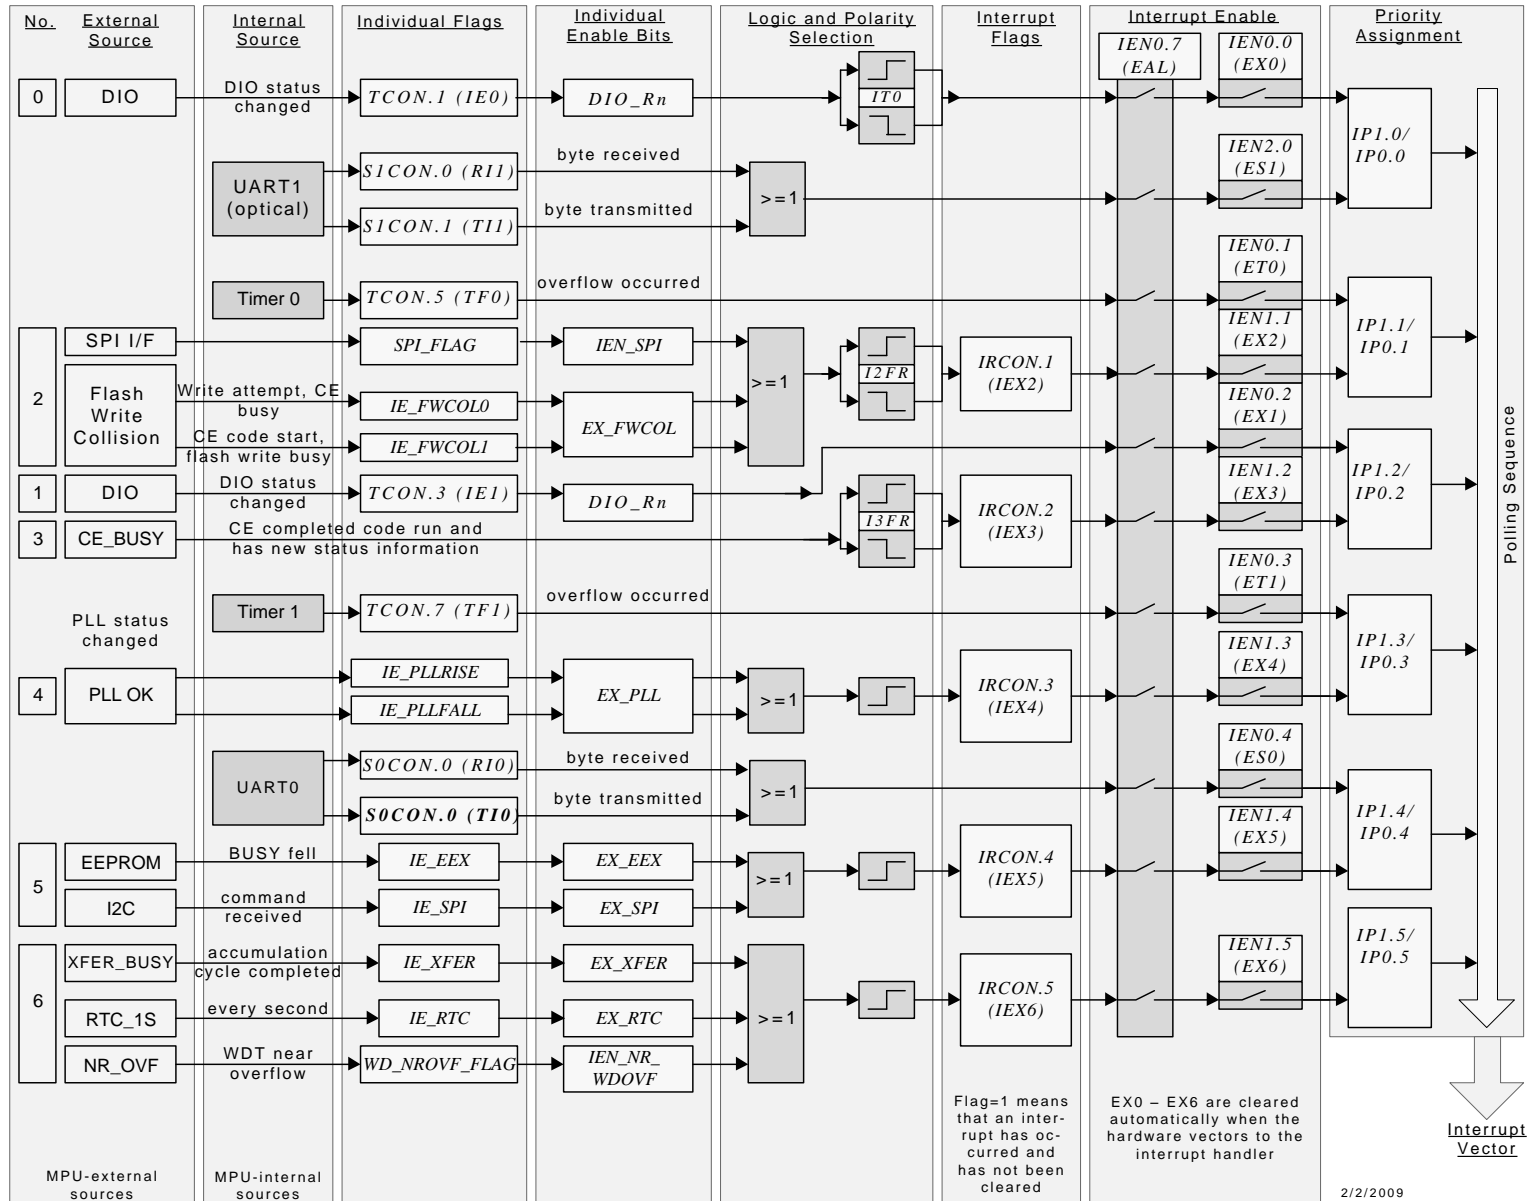 No.
External
Source
Internal
Source
Individual Flags
Individual
Enable Bits
Logic and Polarity
Selection
Interrupt
Flags
Interrupt Enable
Priority
Assignment
IEN0.7
(EAL)
IEN0.0
(EX0)
0
DIO
DIO status
changed
TCON.1 (IE0)
DIO_Rn
IT0
IP1.0/
IP0.0
UART1
(optical)
S1CON.0 (RI1)
byte received
S1CON.1 (TI1)
byte transmitted
>=1
IEN2.0
(ES1)
Timer 0
TCON.5 (TF0)
overflow occurred
IEN0.1
(ET0)
2
SPI I/F
SPI_FLAG
IEN_SPI
Flash
Write
Collision
Write attempt, CE
busy
IE_FWCOL0
CE code start,
flash write busy
IE_FWCOL1
EX_FWCOL
>=1
I2FR
IRCON.1
(IEX2)
IEN1.1
(EX2)
IP1.1/
IP0.1
IEN0.2
(EX1)
1
DIO
DIO status
changed
TCON.3 (IE1)
DIO_Rn
3
CE_BUSY
CE completed code run and
has new status information
I3FR
IRCON.2
(IEX3)
IEN1.2
(EX3)
IP1.2/
IP0.2
Polling Sequence
PLL status
changed
Timer 1
TCON.7 (TF1)
overflow occurred
IEN0.3
(ET1)
4
PLL OK
IE_PLLRISE
IE_PLLFALL
EX_PLL
>=1
IRCON.3
(IEX4)
IEN1.3
(EX4)
IP1.3/
IP0.3
UART0
S0CON.0 (RI0)
byte received
S0CON.0 (TI0)
byte transmitted
>=1
IEN0.4
(ES0)
5
EEPROM
BUSY fell
IE_EEX
EX_EEX
I2C
command
received
IE_SPI
EX_SPI
>=1
IRCON.4
(IEX5)
IEN1.4
(EX5)
IP1.4/
IP0.4
6
XFER_BUSY
accumulation
cycle completed
IE_XFER
EX_XFER
RTC_1S
every second
IE_RTC
EX_RTC
NR_OVF
WDT near
overflow
WD_NROVF_FLAG
IEN_NR_
WDOVF
>=1
IRCON.5
(IEX6)
IEN1.5
(EX6)
IP1.5/
IP0.5
Flag=1 means
that an inter-
rupt has oc-
curred and
has not been
cleared
EX0 – EX6 are cleared
automatically when the
hardware vectors to the
interrupt handler
Interrupt
Vector
MPU-external
sources
MPU-internal
sources
2/2/2009